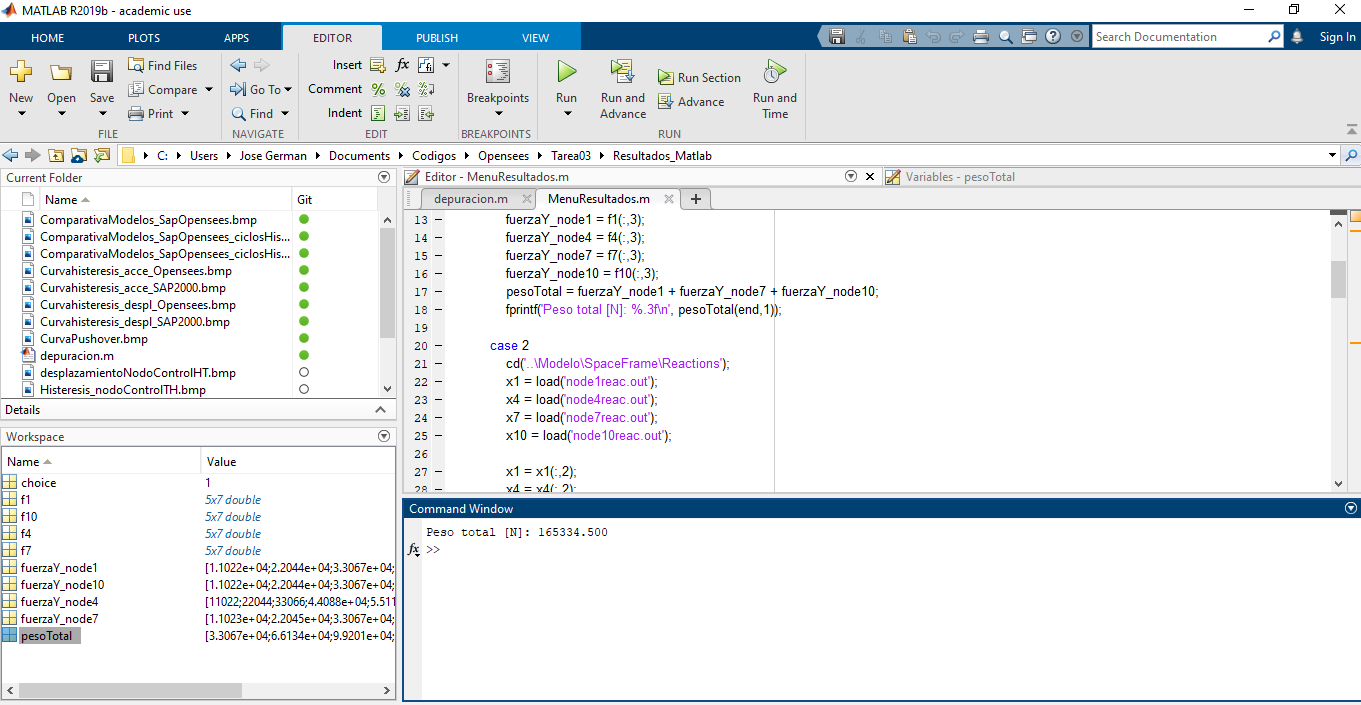 MATLAB R2019b - academic use
HOME PLOTS APPS EDITOR PUBLISH VIEW Search Documentation Sign In
New Open Save Find Files Compare Print FILE
Go To Find NAVIGATE
Insert fx Comment Indent EDIT
Breakpoints BREAKPOINTS
Run Run and Advance Run Section Advance Run and Time RUN
C: Users Jose German Documents Codigos Opensees Tarea03 Resultados_Matlab
Current Folder
Name Git
ComparativaModelos_SapOpensees.bmp
ComparativaModelos_SapOpensees_ciclosHis...
ComparativaModelos_SapOpensees_ciclosHis...
Curvahisteresis_acce_Opensees.bmp
Curvahisteresis_acce_SAP2000.bmp
Curvahisteresis_despl_Opensees.bmp
Curvahisteresis_despl_SAP2000.bmp
CurvaPushover.bmp
depuracion.m
desplazamientoNodoControlHT.bmp
Histeresis_nodoControlTH.bmp
Details
Workspace
Name Value
choice 1
f1 5x7 double
f10 5x7 double
f4 5x7 double
f7 5x7 double
fuerzaY_node1 [1.1022e+04;2.2044e+04;3.3067e+04;
fuerzaY_node10 [1.1022e+04;2.2044e+04;3.3067e+04;
fuerzaY_node4 [11022;22044;33066;4.4088e+04;5.511
fuerzaY_node7 [1.1023e+04;2.2045e+04;3.3067e+04;
pesoTotal [3.3067e+04;6.6134e+04;9.9201e+04;
Editor - MenuResultados.m Variables - pesoTotal
depuracion.m MenuResultados.m
13 – fuerzaY_node1 = f1(:,3);
14 – fuerzaY_node4 = f4(:,3);
15 – fuerzaY_node7 = f7(:,3);
16 – fuerzaY_node10 = f10(:,3);
17 – pesoTotal = fuerzaY_node1 + fuerzaY_node7 + fuerzaY_node10;
18 – fprintf('Peso total [N]: %.3f\n', pesoTotal(end,1));
19
20 – case 2
21 – cd('..\Modelo\SpaceFrame\Reactions');
22 – x1 = load('node1reac.out');
23 – x4 = load('node4reac.out');
24 – x7 = load('node7reac.out');
25 – x10 = load('node10reac.out');
26
27 – x1 = x1(:,2);
28 – x4 = x4(:,2);
Command Window
Peso total [N]: 165334.500
fx >>